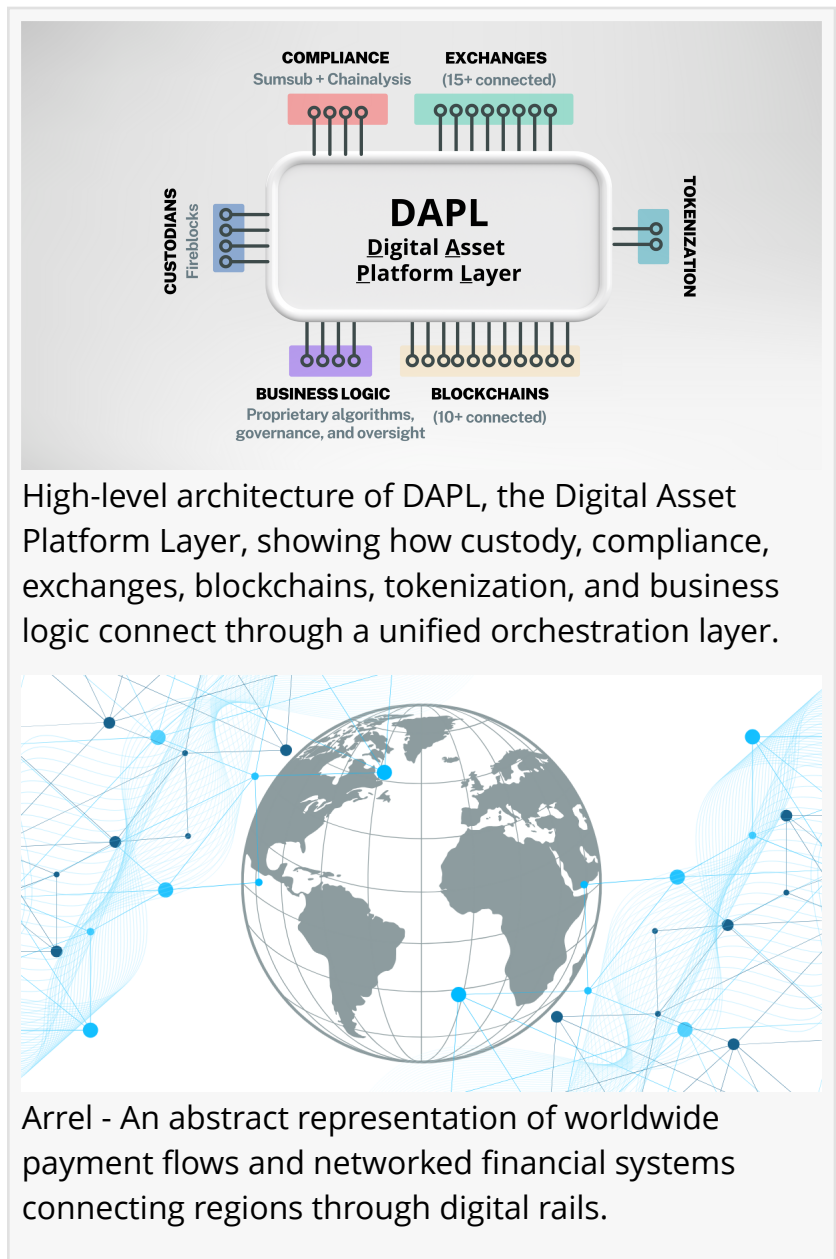 COMPLIANCE
Sumsub + Chainalysis
EXCHANGES
(15+ connected)
CUSTODIANS
Fireblocks
DAPL
Digital Asset
Platform Layer
TOKENIZATION
BUSINESS LOGIC
Proprietary algorithms,
governance, and oversight
BLOCKCHAINS
(10+ connected)
High-level architecture of DAPL, the Digital Asset
Platform Layer, showing how custody, compliance,
exchanges, blockchains, tokenization, and business
logic connect through a unified orchestration layer.
Arrel - An abstract representation of worldwide
payment flows and networked financial systems
connecting regions through digital rails.